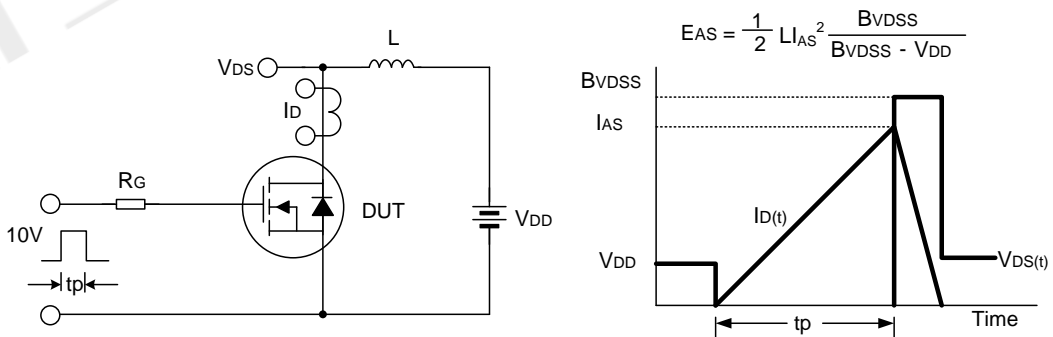 VDS
L
ID
RG
DUT
VDD
10V
tp
EAS = 1/2 LIAS² BVDSS / (BVDSS - VDD)
BVDSS
IAS
ID(t)
VDD
VDS(t)
tp
Time